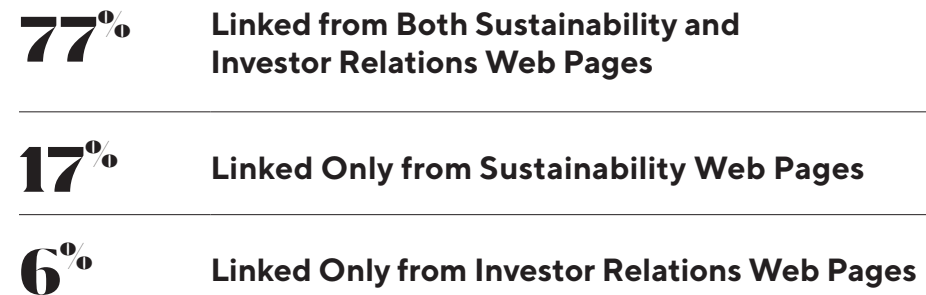 77%
Linked from Both Sustainability and
Investor Relations Web Pages
17%
Linked Only from Sustainability Web Pages
6%
Linked Only from Investor Relations Web Pages